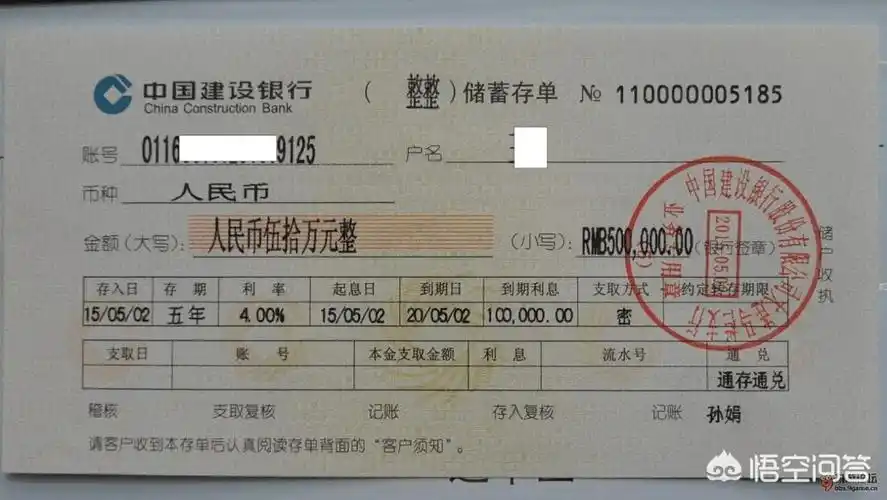 中国建设银行 ( 整整 ) 储蓄存单 № 110000005185
China Construction Bank
账号 0116 9125 户名
币种 人民币
金额(大写): 人民币伍拾万元整 (小写): RMB500,000.00 (银行签章)
储户收执
中国建设银行股份有限公司大连
支行
业务专用章
存入日 存期 利率 起息日 到期日 到期利息 支取方式 约定转存期限
15/05/02 五年 4.00% 15/05/02 20/05/02 100,000.00 密
支取日 账号 本金支取金额 利息 流水号 通兑
通存通兑
稽核 支取复核 记账 存入复核 记账 孙娟
请客户收到本存单后认真阅读存单背面的“客户须知”。
悟空问答